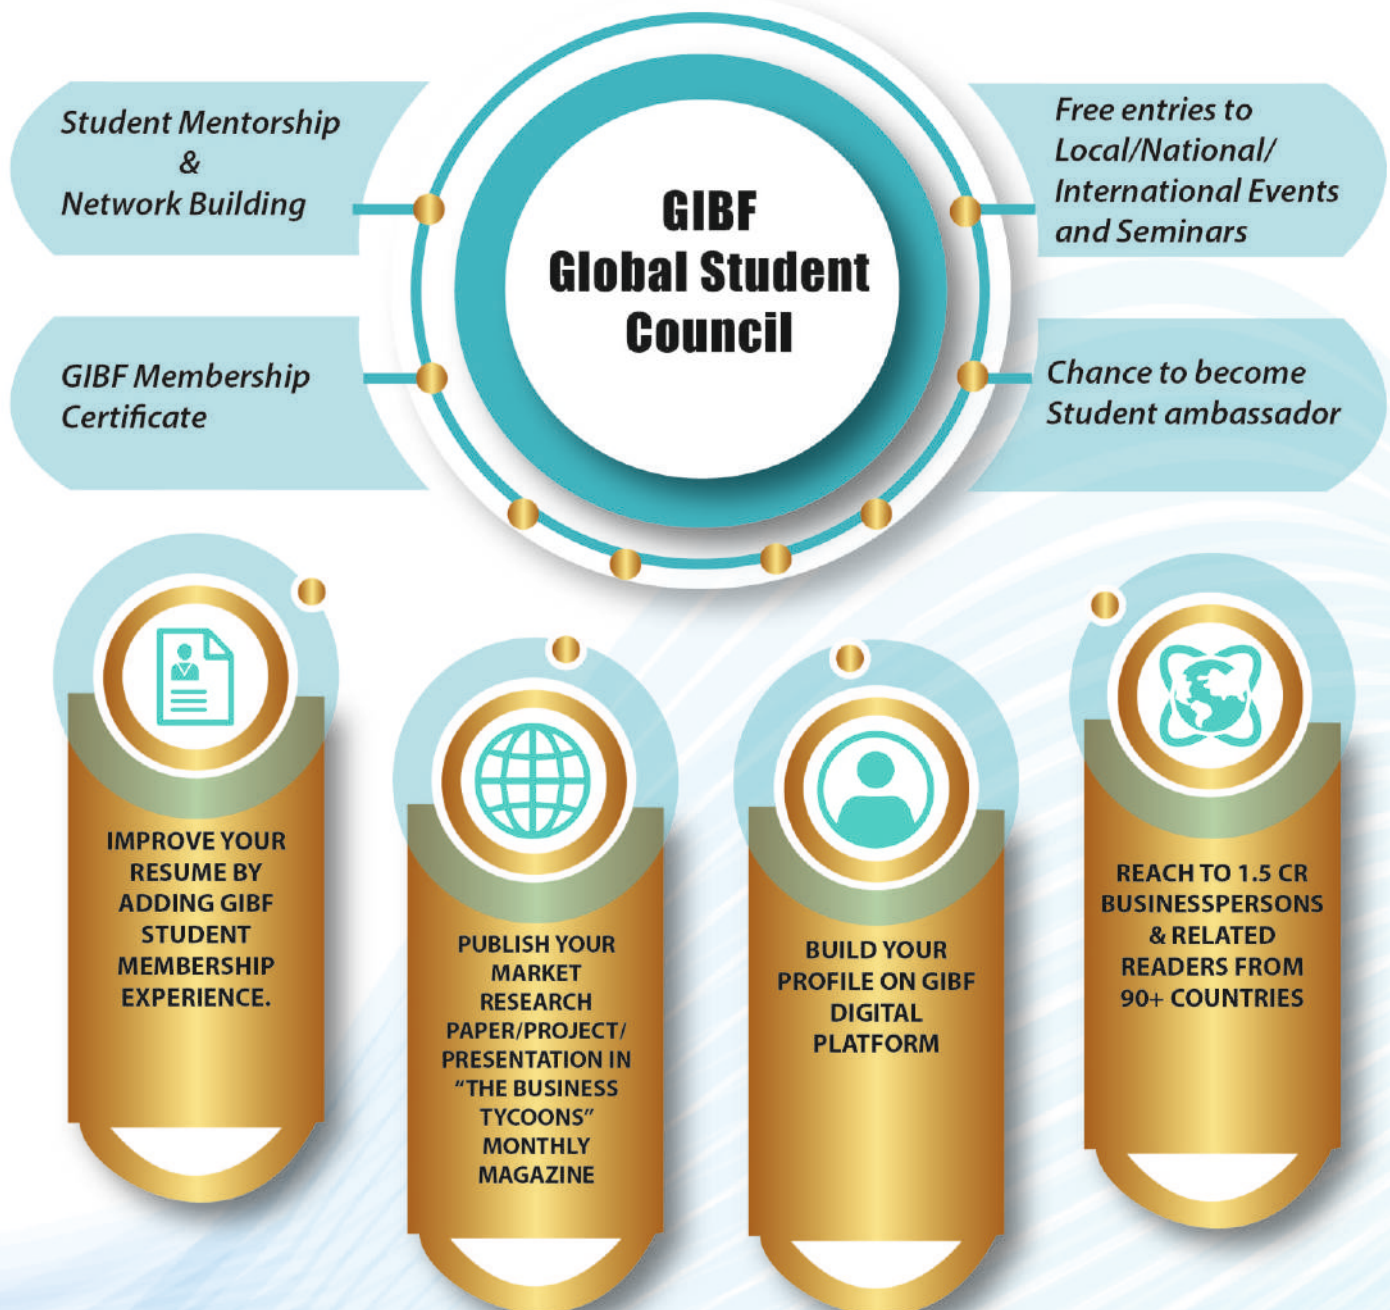 Student Mentorship
&
Network Building
GIBF Membership
Certificate
GIBF
Global Student
Council
Free entries to
Local/National/
International Events
and Seminars
Chance to become
Student ambassador
IMPROVE YOUR
RESUME BY
ADDING GIBF
STUDENT
MEMBERSHIP
EXPERIENCE.
PUBLISH YOUR
MARKET
RESEARCH
PAPER/PROJECT/
PRESENTATION IN
“THE BUSINESS
TYCOONS”
MONTHLY
MAGAZINE
BUILD YOUR
PROFILE ON GIBF
DIGITAL
PLATFORM
REACH TO 1.5 CR
BUSINESSPERSONS
& RELATED
READERS FROM
90+ COUNTRIES